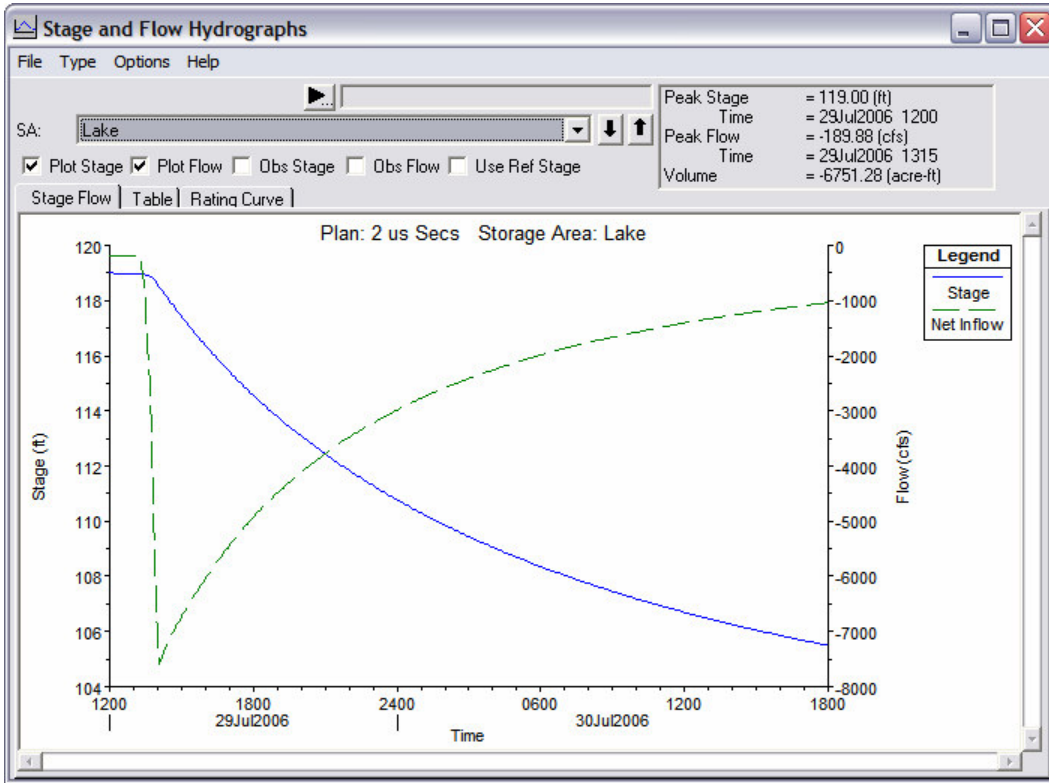 Stage and Flow Hydrographs
File Type Options Help
SA: Lake
Peak Stage = 119.00 (ft)
Time = 29Jul2006 1200
Peak Flow = -189.88 (cfs)
Time = 29Jul2006 1315
Volume = -6751.28 (acre-ft)
Plot Stage Plot Flow Obs Stage Obs Flow Use Ref Stage
Stage Flow Table Rating Curve
Plan: 2 us Secs Storage Area: Lake
120
118
116
114
112
110
108
106
104
Stage (ft)
0
-1000
-2000
-3000
-4000
-5000
-6000
-7000
-8000
Flow (cfs)
Legend
Stage
Net Inflow
1200 1800 2400 0600 1200 1800
29Jul2006 30Jul2006
Time